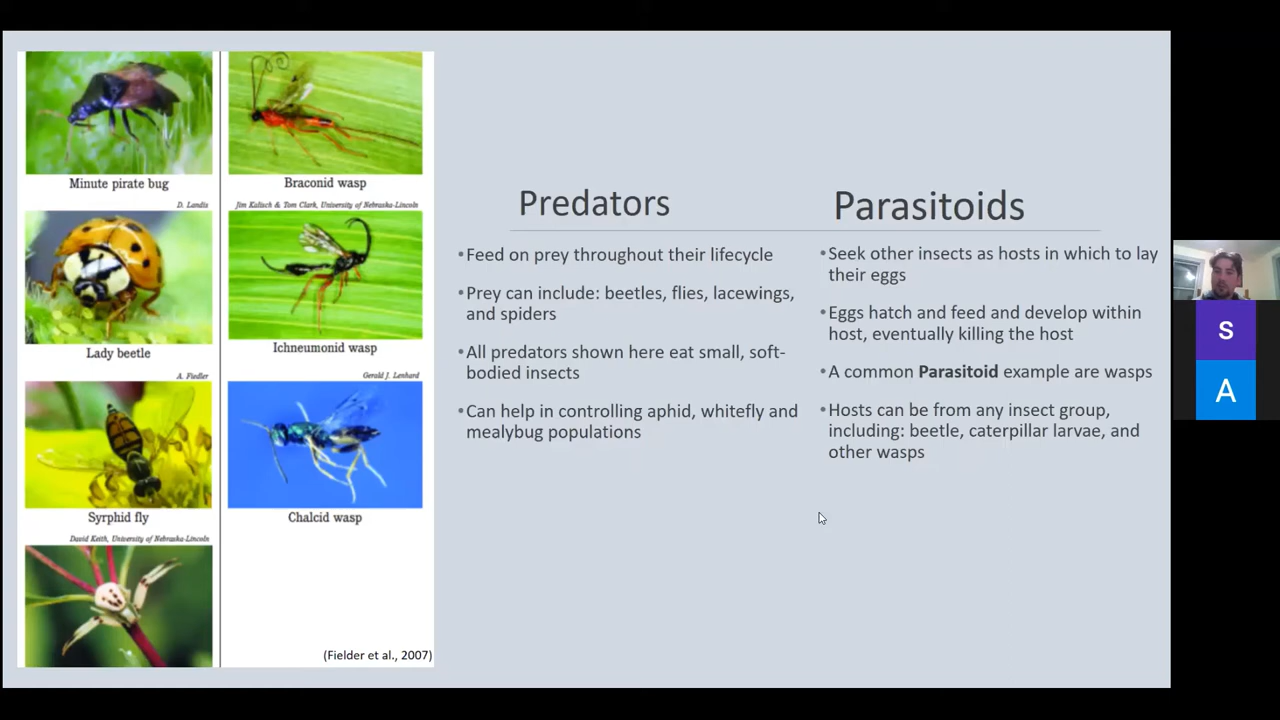 Minute pirate bug
D. Landis
Lady beetle
A. Fiedler
Syrphid fly
David Keith, University of Nebraska-Lincoln
Braconid wasp
Jim Kalisch & Tom Clark, University of Nebraska-Lincoln
Ichneumonid wasp
Gerald J. Lenhard
Chalcid wasp
(Fielder et al., 2007)
Predators
•Feed on prey throughout their lifecycle
•Prey can include: beetles, flies, lacewings,
and spiders
•All predators shown here eat small, soft-
bodied insects
•Can help in controlling aphid, whitefly and
mealybug populations
Parasitoids
•Seek other insects as hosts in which to lay
their eggs
•Eggs hatch and feed and develop within
host, eventually killing the host
•A common Parasitoid example are wasps
•Hosts can be from any insect group,
including: beetle, caterpillar larvae, and
other wasps
S
A